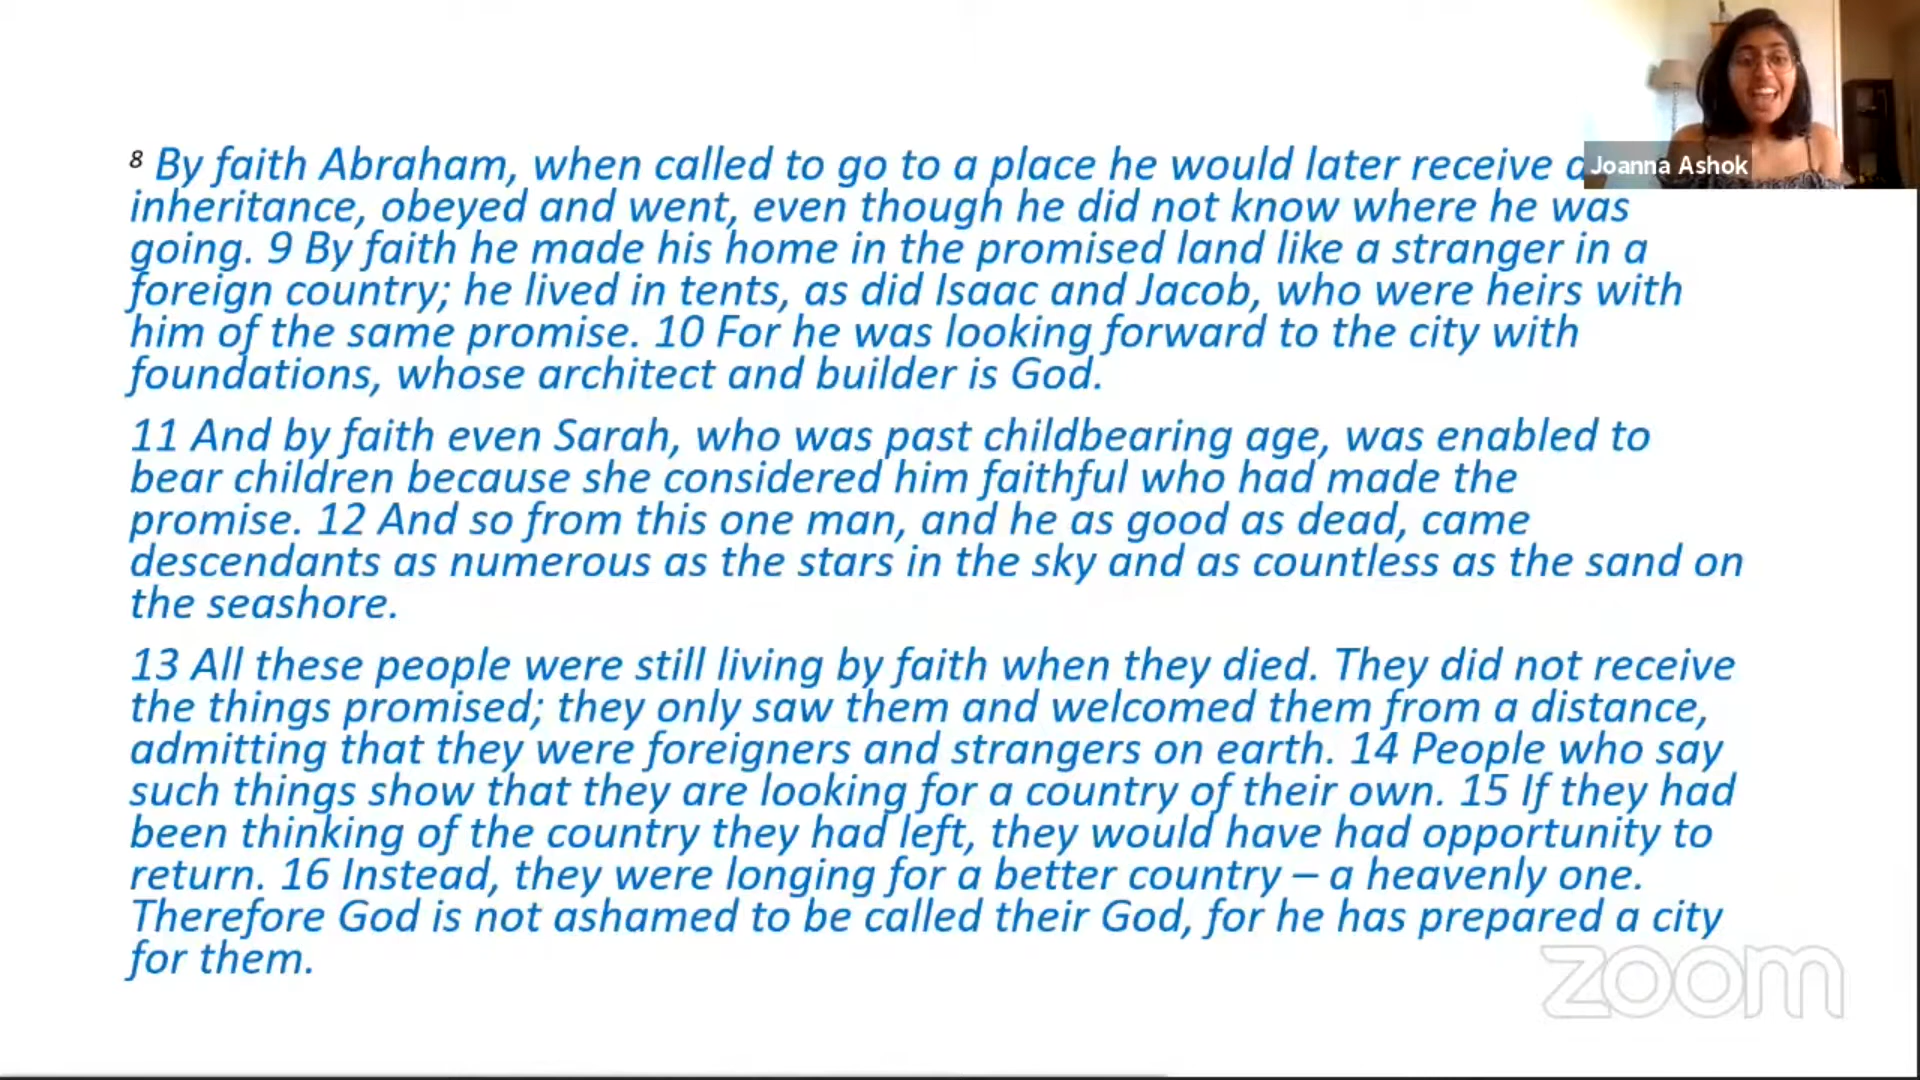 8 By faith Abraham, when called to go to a place he would later receive
inheritance, obeyed and went, even though he did not know where he was
going. 9 By faith he made his home in the promised land like a stranger in a
foreign country; he lived in tents, as did Isaac and Jacob, who were heirs with
him of the same promise. 10 For he was looking forward to the city with
foundations, whose architect and builder is God.
11 And by faith even Sarah, who was past childbearing age, was enabled to
bear children because she considered him faithful who had made the
promise. 12 And so from this one man, and he as good as dead, came
descendants as numerous as the stars in the sky and as countless as the sand on
the seashore.
13 All these people were still living by faith when they died. They did not receive
the things promised; they only saw them and welcomed them from a distance,
admitting that they were foreigners and strangers on earth. 14 People who say
such things show that they are looking for a country of their own. 15 If they had
been thinking of the country they had left, they would have had opportunity to
return. 16 Instead, they were longing for a better country – a heavenly one.
Therefore God is not ashamed to be called their God, for he has prepared a city
for them.
Joanna Ashok
zoom